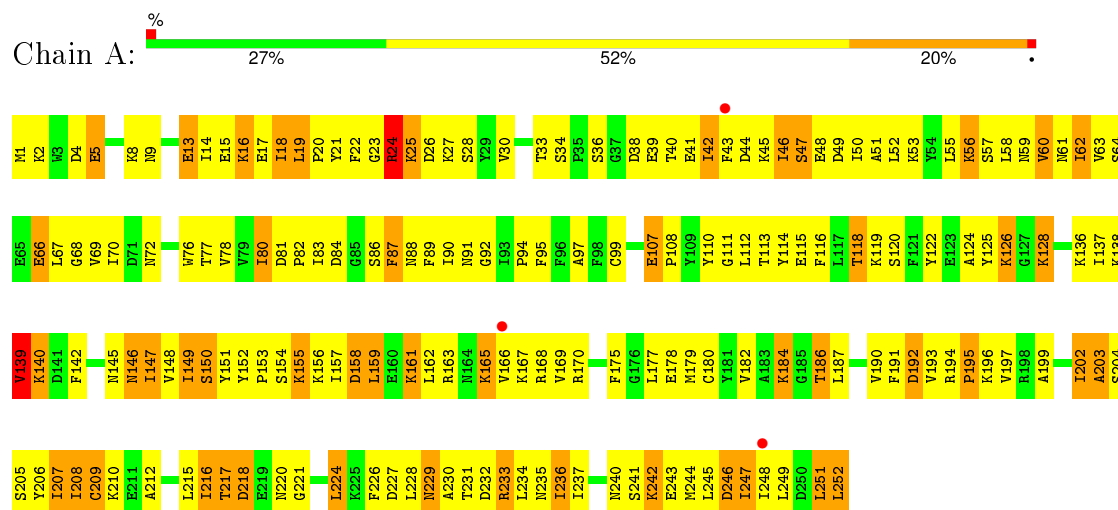 %
Chain A:
27% 52% 20% •
M1 K2 W3 D4 E5 K8 N9 E13 I14 E15 K16 E17 I18 L19 P20 Y21 F22 G23 R24 K25 D26 K27 S28 Y29 V30 T33 S34 P35 S36 G37 D38 E39 T40 E41 I42 F43 D44 K45 I46 S47 E48 D49 I50 A51 L52 K53 Y54 L55 K56 S57 L58 N59 V60 N61 I62 V63 S64
E65 E66 L67 G68 V69 I70 D71 N72 W76 T77 V78 V79 I80 D81 P82 I83 D84 G85 S86 F87 N88 F89 I90 N91 G92 I93 P94 F95 F96 A97 F98 C99 E107 P108 Y109 Y110 G111 L112 T113 Y114 E115 F116 L117 T118 K119 S120 F121 Y122 E123 A124 Y125 K126 G127 K128 K136 I137 K138
V139 K140 D141 F142 N145 N146 I147 V148 I149 S150 Y151 Y152 P153 S154 K155 K156 I157 D158 L159 E160 K161 L162 R163 N164 K165 V166 K167 R168 V169 R170 F175 G176 L177 E178 M179 C180 Y181 V182 A183 K184 G185 T186 L187 V190 F191 D192 V193 R194 P195 K196 V197 R198 A199 I202 A203 S204
S205 Y206 I207 I208 C209 K210 E211 A212 L215 I216 T217 D218 E219 N220 G221 L224 K225 F226 D227 L228 N229 A230 T231 D232 R233 L234 N235 I236 I237 N240 S241 K242 E243 M244 L245 D246 I247 I248 L249 D250 L251 L252